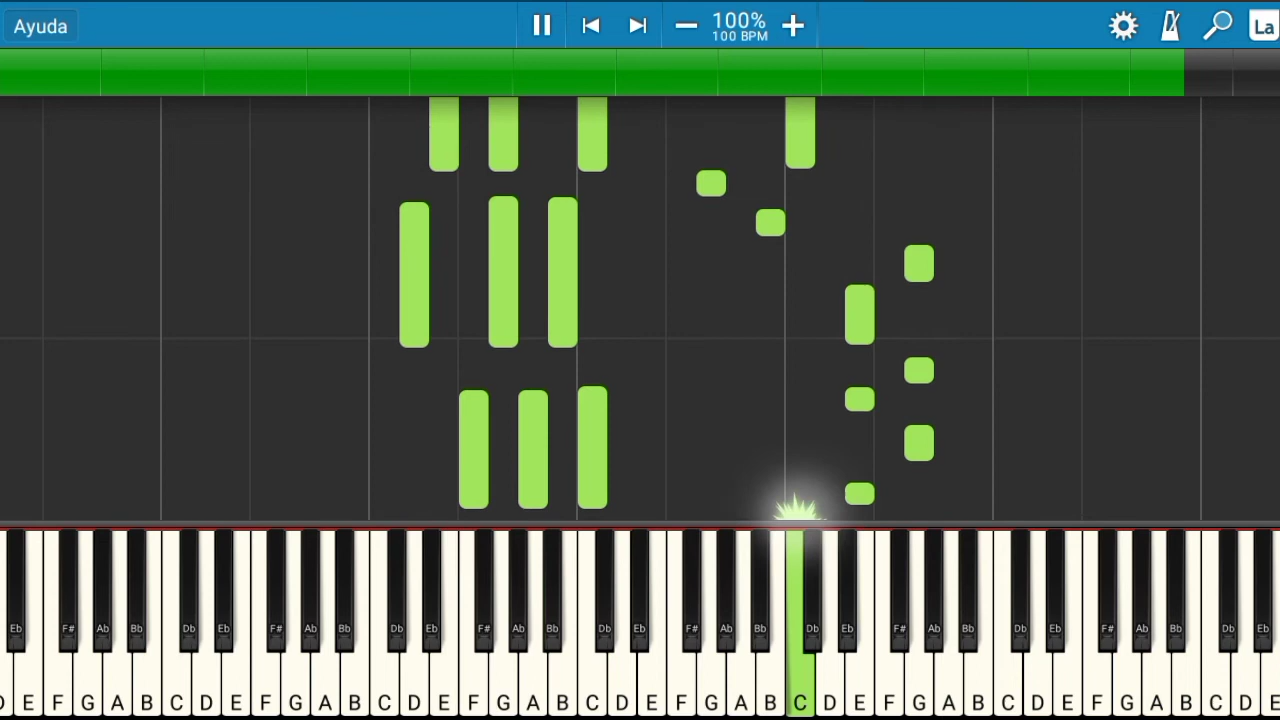 Ayuda
100%
100 BPM
La
Eb F# Ab Bb Db Eb F# Ab Bb Db Eb F# Ab Bb Db Eb F# Ab Bb Db Eb F# Ab Bb Db Eb F# Ab Bb Db Eb
D E F G A B C D E F G A B C D E F G A B C D E F G A B C D E F G A B C D E F G A B C D E